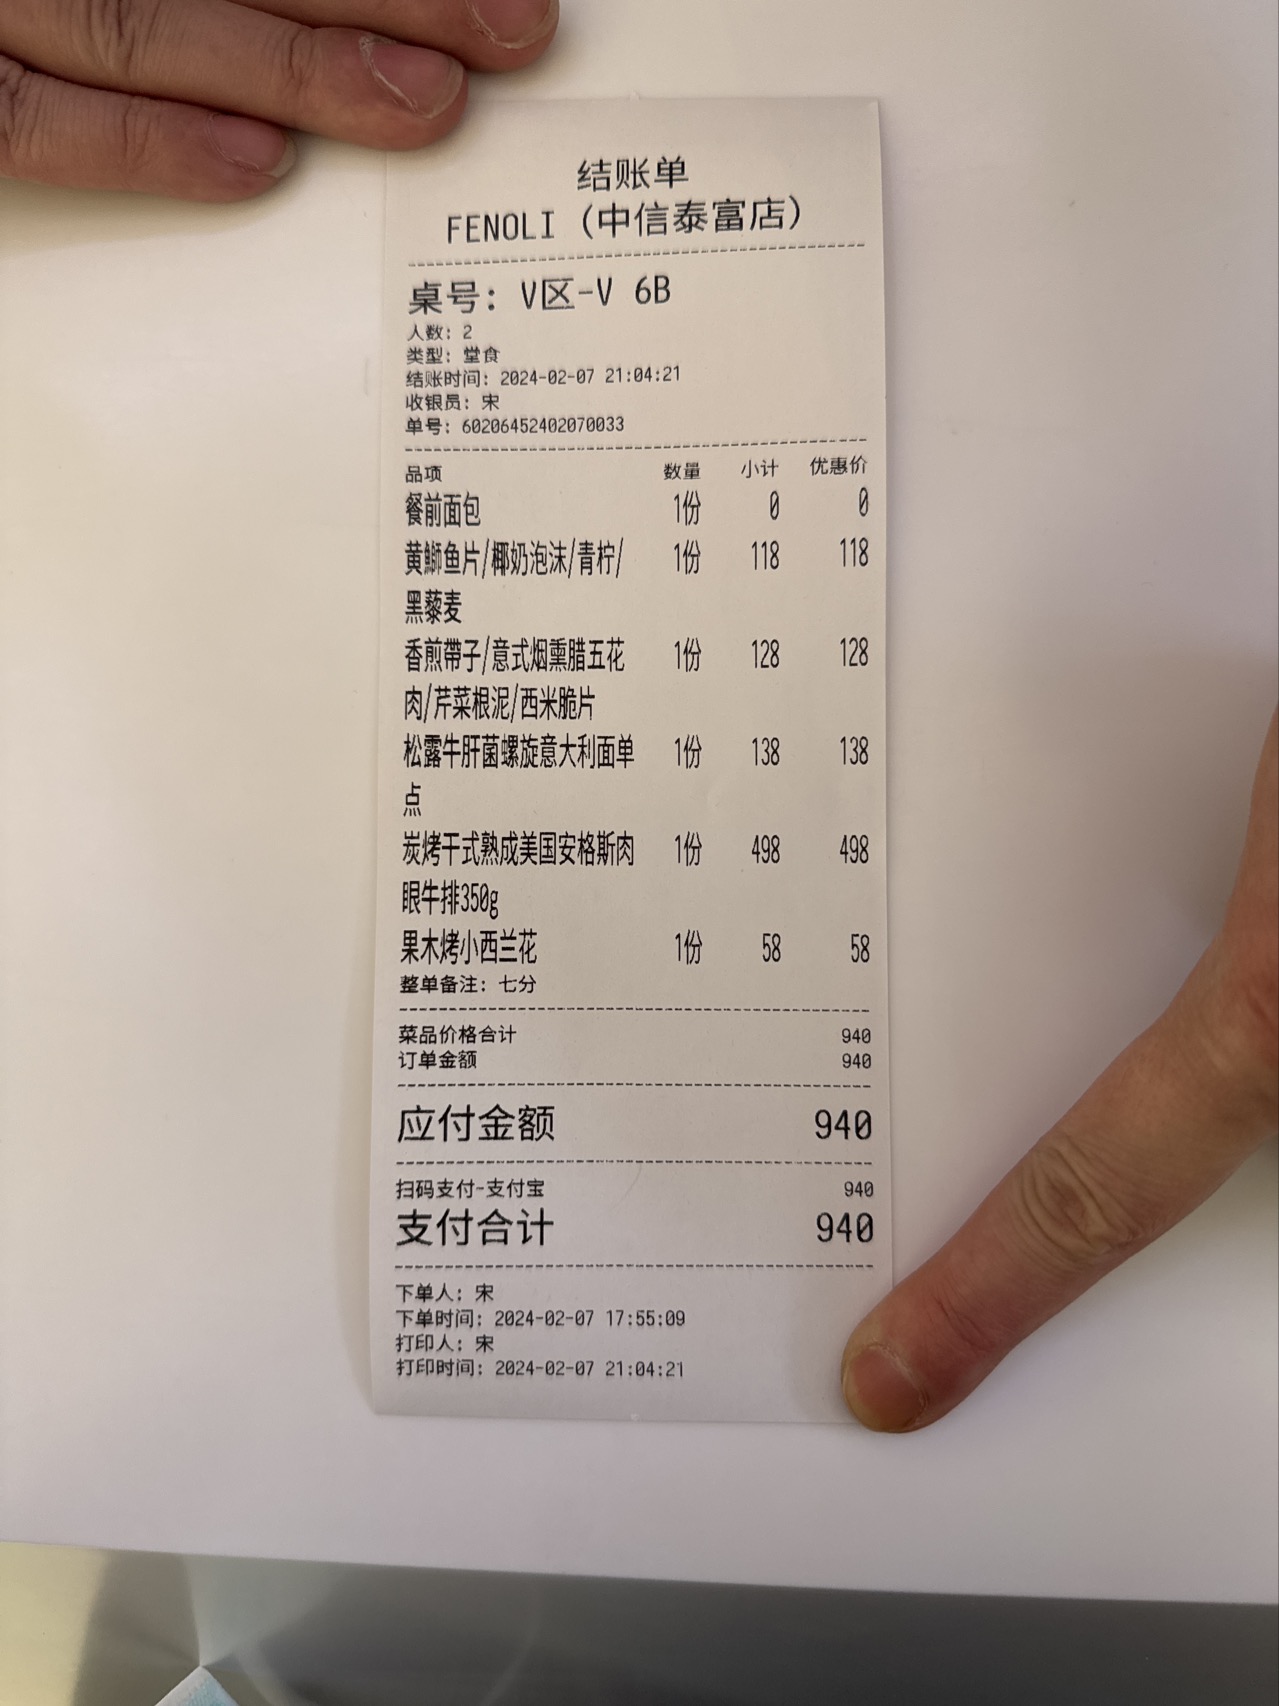 结账单
FENOLI（中信泰富店）
桌号：V区-V 6B
人数：2
类型：堂食
结账时间：2024-02-07 21:04:21
收银员：宋
单号：60206452402070033
品项 数量 小计 优惠价
餐前面包 1份 0 0
黄鰤鱼片/椰奶泡沫/青柠/ 1份 118 118
黑藜麦
香煎帶子/意式烟熏腊五花 1份 128 128
肉/芹菜根泥/西米脆片
松露牛肝菌螺旋意大利面单 1份 138 138
点
炭烤干式熟成美国安格斯肉 1份 498 498
眼牛排350g
果木烤小西兰花 1份 58 58
整单备注：七分
菜品价格合计 940
订单金额 940
应付金额 940
扫码支付-支付宝 940
支付合计 940
下单人：宋
下单时间：2024-02-07 17:55:09
打印人：宋
打印时间：2024-02-07 21:04:21